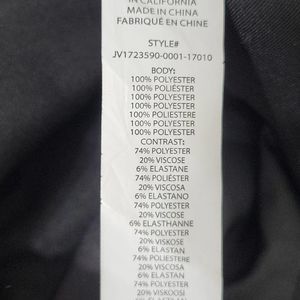 IN CALIFORNIA
MADE IN CHINA
FABRIQUÉ EN CHINE
STYLE#
JV1723590-0001-17010
BODY:
100% POLYESTER
100% POLIÉSTER
100% POLYESTER
100% POLIESTERE
100% POLYESTER
100% POLYESTER
CONTRAST:
74% POLYESTER
20% VISCOSE
6% ELASTANE
74% POLIÉSTER
20% VISCOSA
6% ELASTANO
74% POLYESTER
20% VISCOSE
6% ELASTHANNE
74% POLYESTER
20% VISKOSE
6% ELASTAN
74% POLIESTERE
20% VISCOSA
6% ELASTAN
74% POLYESTER
20% VIDKOOSI